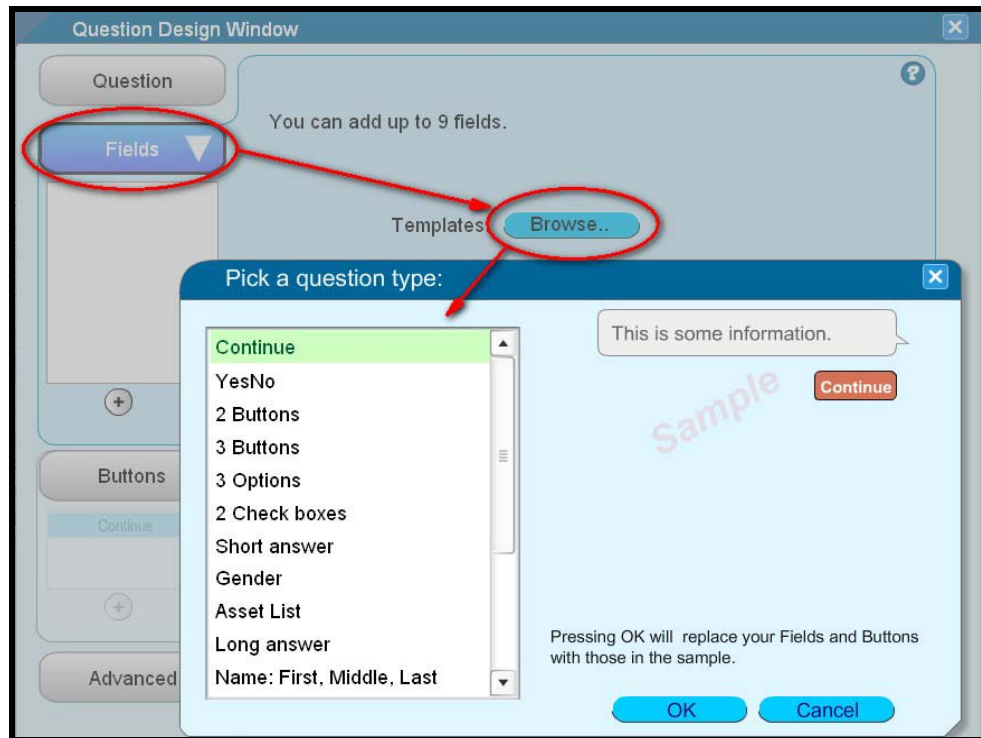 Question Design Window
Question
You can add up to 9 fields.
Fields
Templates: Browse..
Pick a question type:
Continue
YesNo
2 Buttons
3 Buttons
3 Options
2 Check boxes
Short answer
Gender
Asset List
Long answer
Name: First, Middle, Last
This is some information.
Continue
Sample
Pressing OK will replace your Fields and Buttons
with those in the sample.
OK
Cancel
Buttons
Continue
Advanced